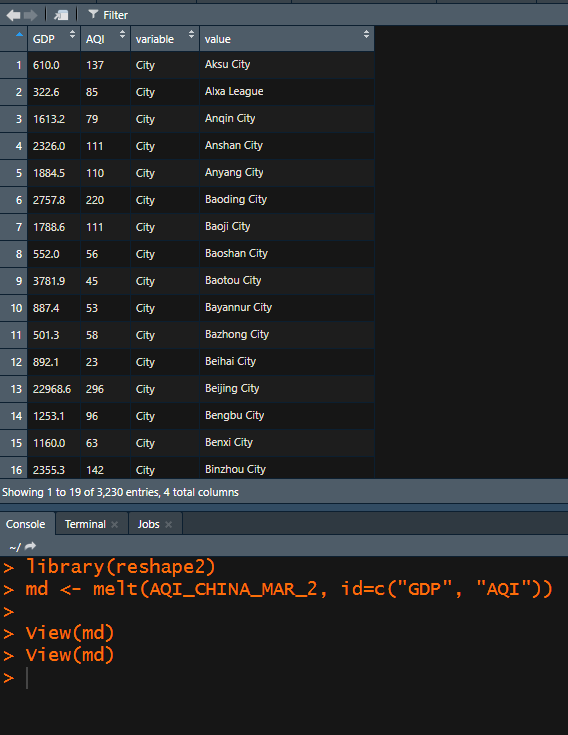 Filter
GDP AQI variable value
1 610.0 137 City Aksu City
2 322.6 85 City Alxa League
3 1613.2 79 City Anqin City
4 2326.0 111 City Anshan City
5 1884.5 110 City Anyang City
6 2757.8 220 City Baoding City
7 1788.6 111 City Baoji City
8 552.0 56 City Baoshan City
9 3781.9 45 City Baotou City
10 887.4 53 City Bayannur City
11 501.3 58 City Bazhong City
12 892.1 23 City Beihai City
13 22968.6 296 City Beijing City
14 1253.1 96 City Bengbu City
15 1160.0 63 City Benxi City
16 2355.3 142 City Binzhou City
Showing 1 to 19 of 3,230 entries, 4 total columns
Console Terminal × Jobs ×
~/
> library(reshape2)
> md <- melt(AQI_CHINA_MAR_2, id=c("GDP", "AQI"))
>
> View(md)
> View(md)
>